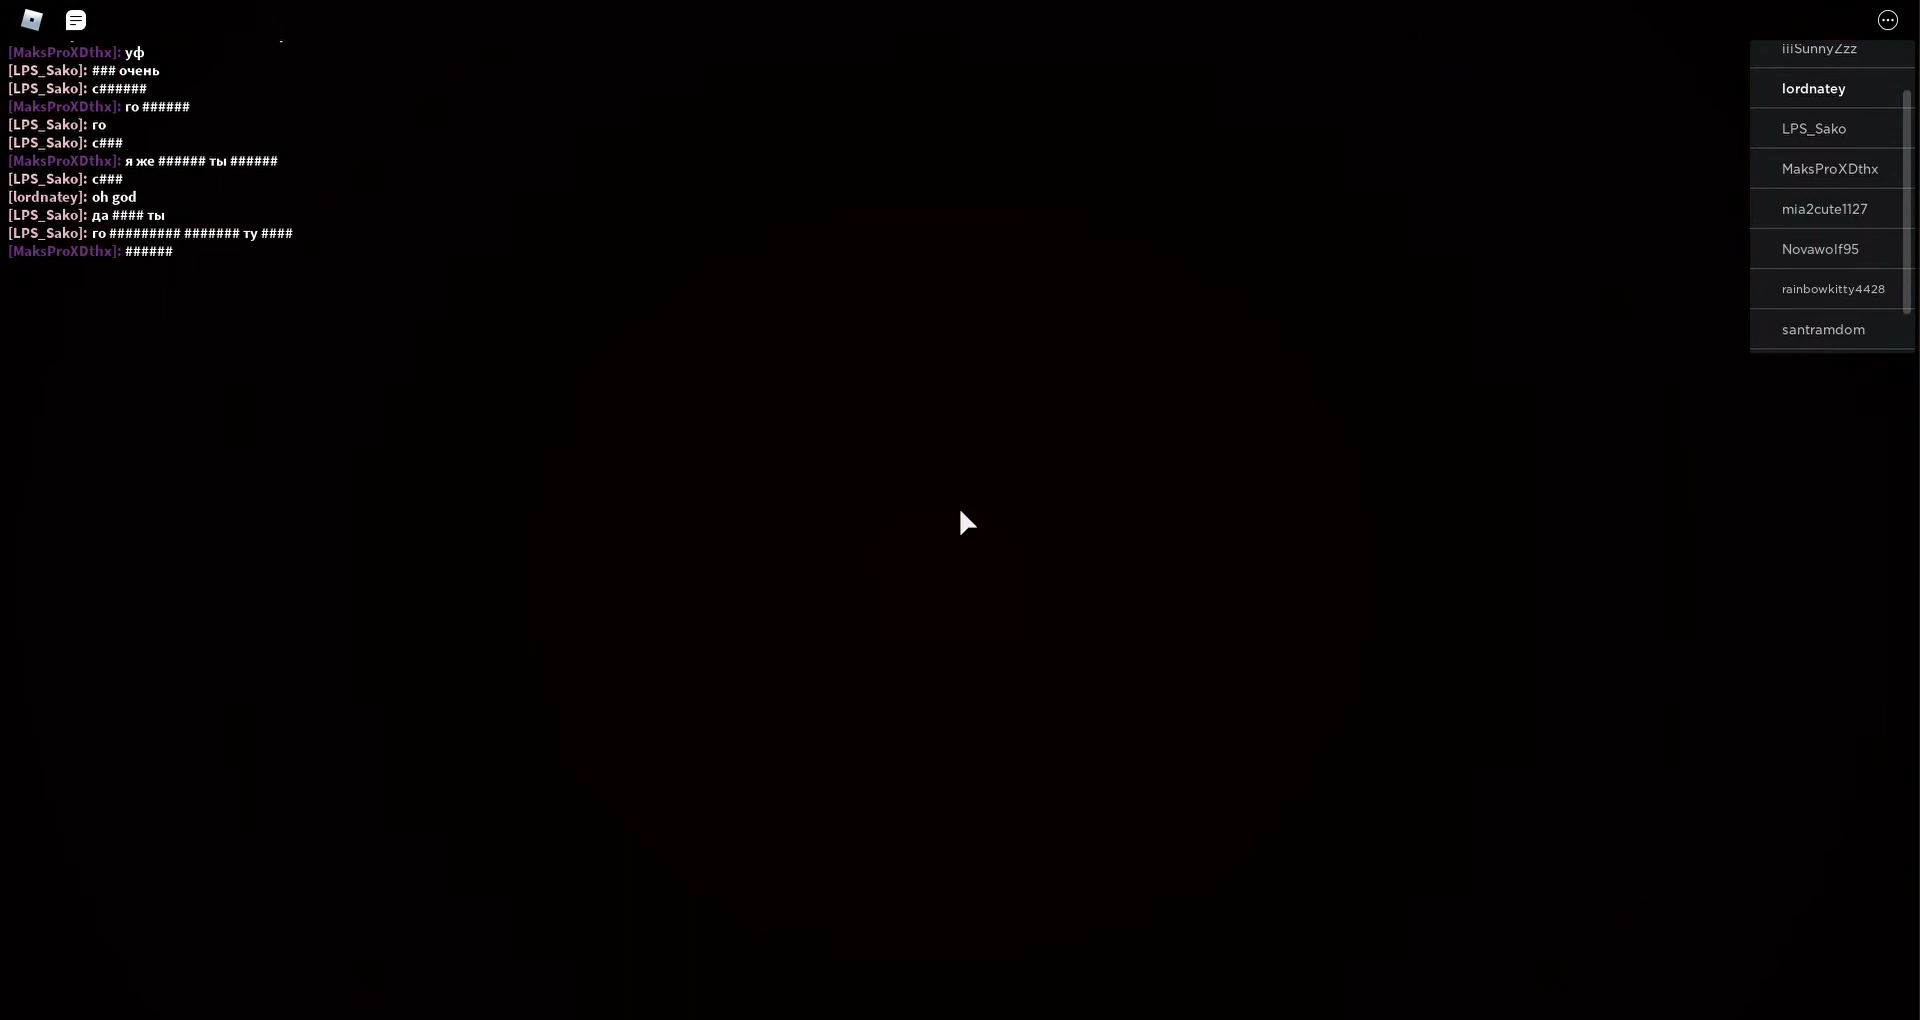 [MaksProXDthx]: уф
[LPS_Sako]: ### очень
[LPS_Sako]: с######
[MaksProXDthx]: го ######
[LPS_Sako]: го
[LPS_Sako]: с###
[MaksProXDthx]: я же ###### ты ######
[LPS_Sako]: с###
[lordnatey]: oh god
[LPS_Sako]: да #### ты
[LPS_Sako]: го ######### ####### ту ####
[MaksProXDthx]: ######
iiiSunnyZzz
lordnatey
LPS_Sako
MaksProXDthx
mia2cute1127
Novawolf95
rainbowkitty4428
santramdom